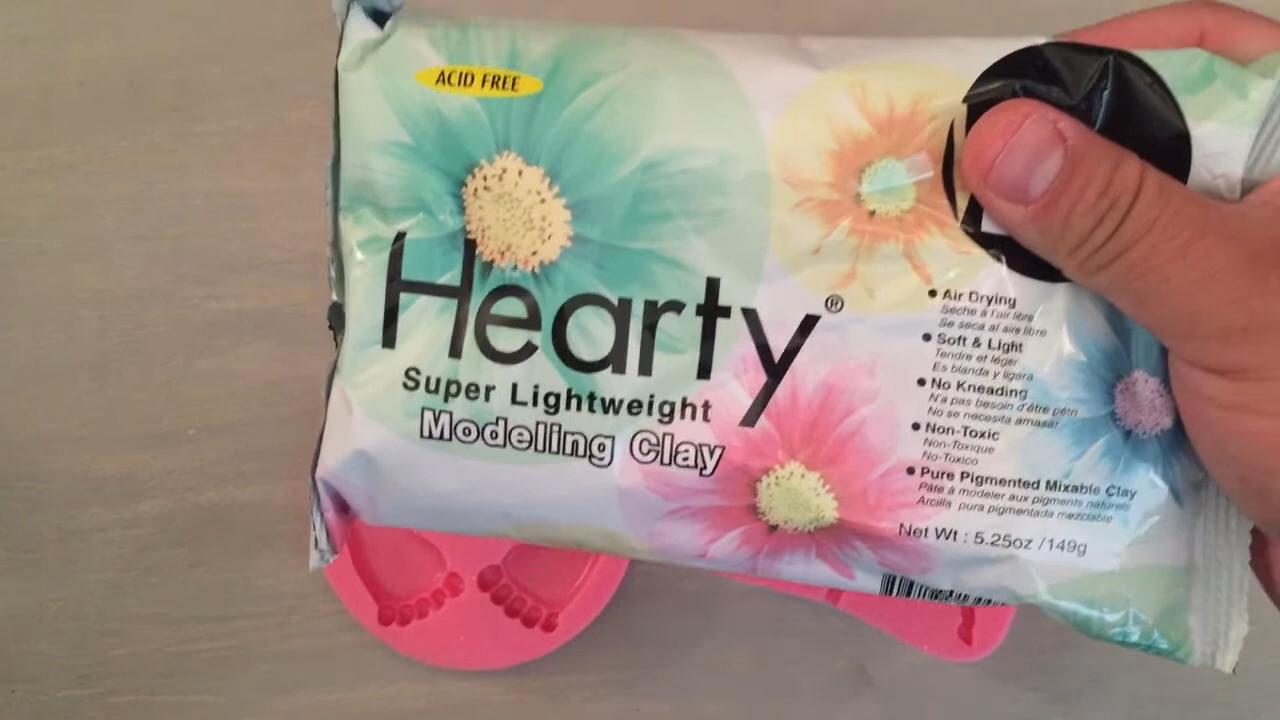 ACID FREE
Hearty®
Super Lightweight
Modeling Clay
• Air Drying
Sèche à l'air libre
Se seca al aire libre
• Soft & Light
Tendre et léger
Es blanda y ligara
• No Kneading
N'a pas besoin d'être pétri
No se necesita amasar
• Non-Toxic
Non-Toxique
No-Toxico
• Pure Pigmented Mixable Clay
Pâte à modeler aux pigments naturels
Arcilla pura pigmentada mezclable
Net Wt : 5.25oz /149g